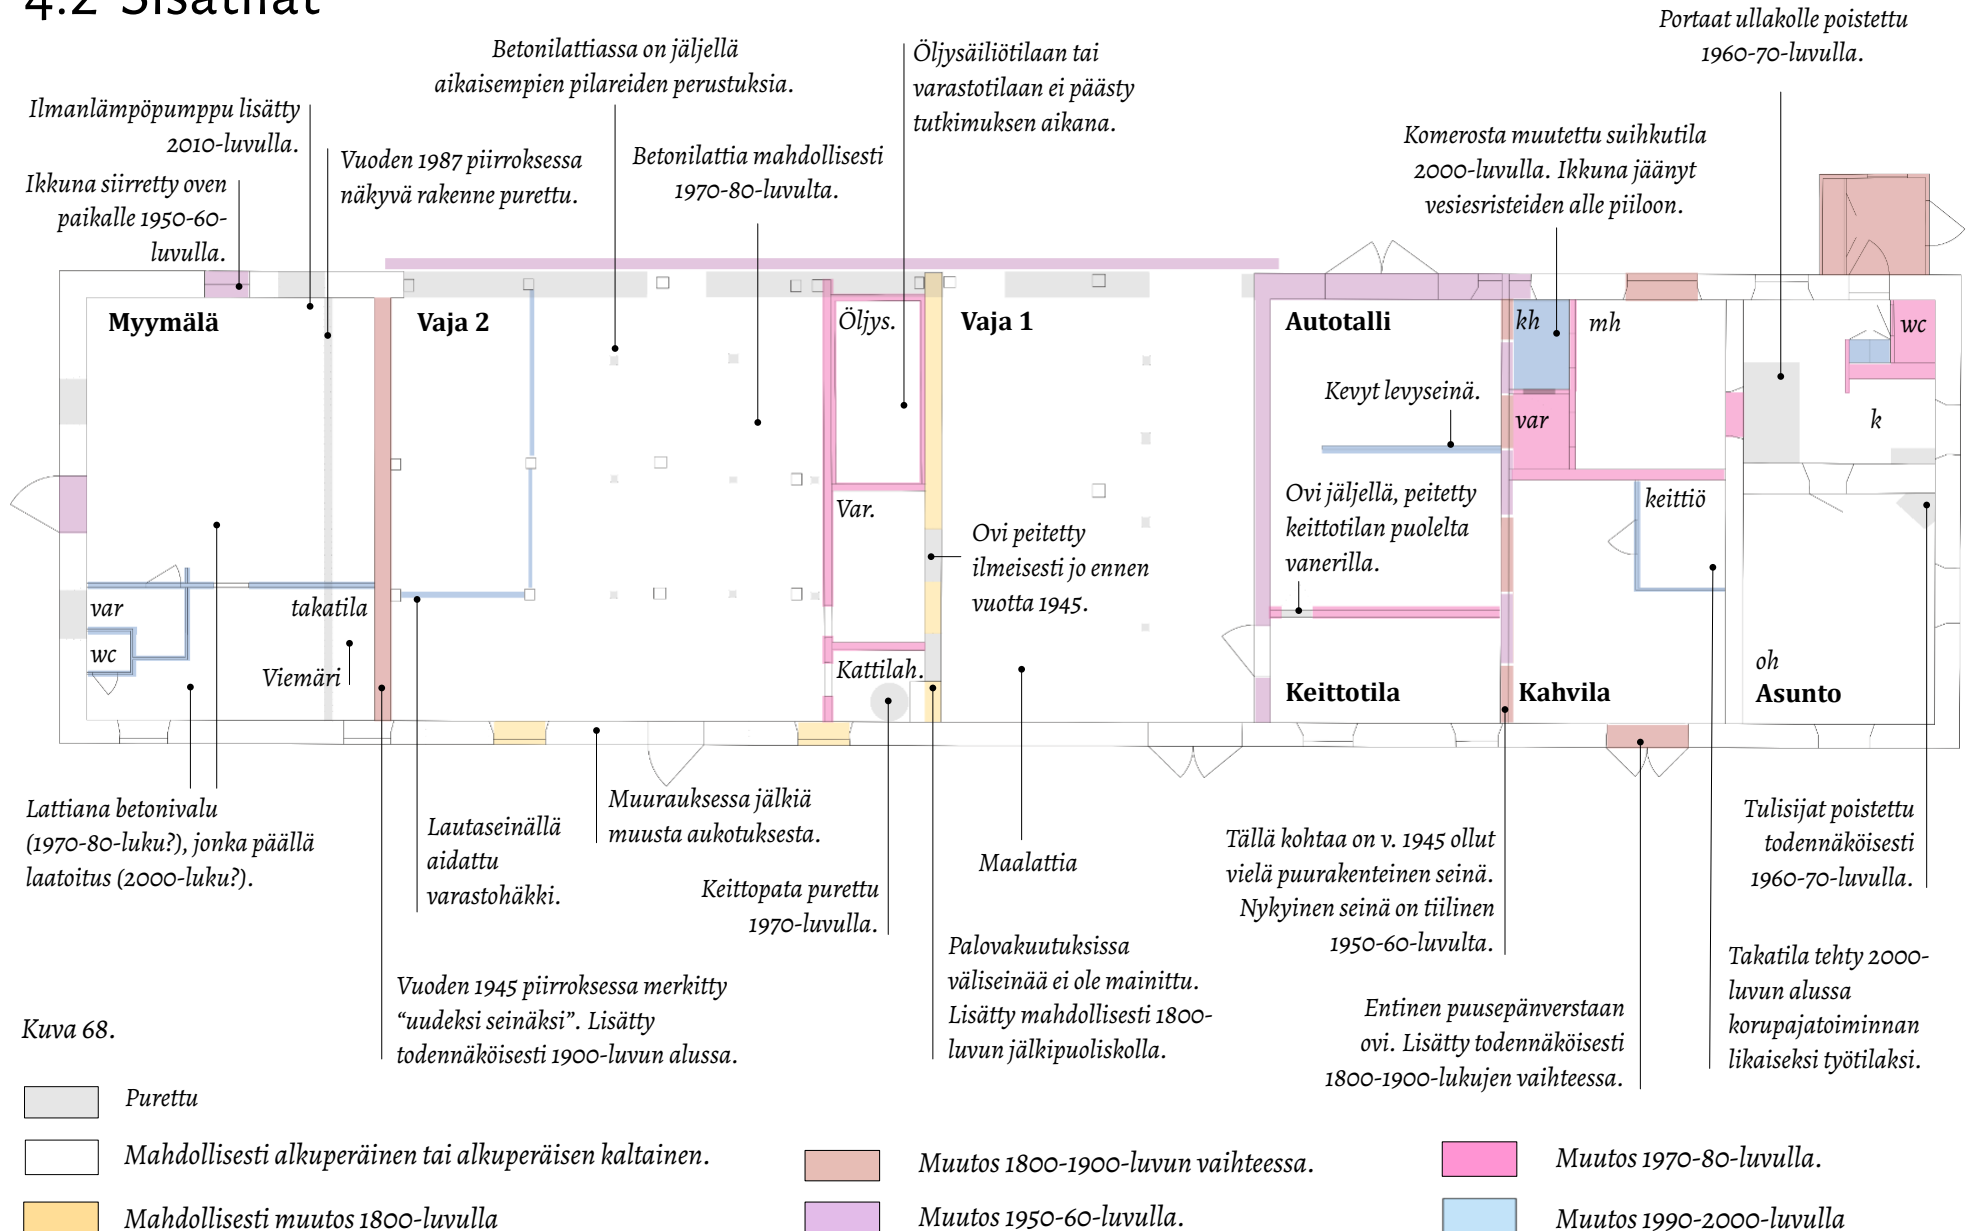 4.2 Sisätilat
Portaat ullakolle poistettu
1960-70-luvulla.
Betonilattiassa on jäljellä
aikaisempien pilareiden perustuksia.
Öljysäiliötilaan tai
varastotilaan ei päästy
tutkimuksen aikana.
Ilmanlämpöpumppu lisätty
2010-luvulla.
Vuoden 1987 piirroksessa
näkyvä rakenne purettu.
Betonilattia mahdollisesti
1970-80-luvulta.
Komerosta muutettu suihkutila
2000-luvulla. Ikkuna jäänyt
vesiesristeiden alle piiloon.
Ikkuna siirretty oven
paikalle 1950-60-
luvulla.
Myymälä
Vaja 2
Öljys.
Vaja 1
Autotalli
kh
mh
wc
Kevyt levyseinä.
var
k
Ovi jäljellä, peitetty
keittotilan puolelta
vanerilla.
keittiö
Var.
Ovi peitetty
ilmeisesti jo ennen
vuotta 1945.
var
takatila
wc
Viemäri
Kattilah.
Keittotila
Kahvila
oh
Asunto
Lattiana betonivalu
(1970-80-luku?), jonka päällä
laatoitus (2000-luku?).
Lautaseinällä
aidattu
varastohäkki.
Muurauksessa jälkiä
muusta aukotuksesta.
Keittopata purettu
1970-luvulla.
Maalattia
Tällä kohtaa on v. 1945 ollut
vielä puurakenteinen seinä.
Nykyinen seinä on tiilinen
1950-60-luvulta.
Tulisijat poistettu
todennäköisesti
1960-70-luvulla.
Vuoden 1945 piirroksessa merkitty
“uudeksi seinäksi”. Lisätty
todennäköisesti 1900-luvun alussa.
Palovakuutuksissa
väliseinää ei ole mainittu.
Lisätty mahdollisesti 1800-
luvun jälkipuoliskolla.
Entinen puusepänverstaan
ovi. Lisätty todennäköisesti
1800-1900-lukujen vaihteessa.
Takatila tehty 2000-
luvun alussa
korupajatoiminnan
likaiseksi työtilaksi.
Kuva 68.
Purettu
Mahdollisesti alkuperäinen tai alkuperäisen kaltainen.
Mahdollisesti muutos 1800-luvulla
Muutos 1800-1900-luvun vaihteessa.
Muutos 1950-60-luvulla.
Muutos 1970-80-luvulla.
Muutos 1990-2000-luvulla